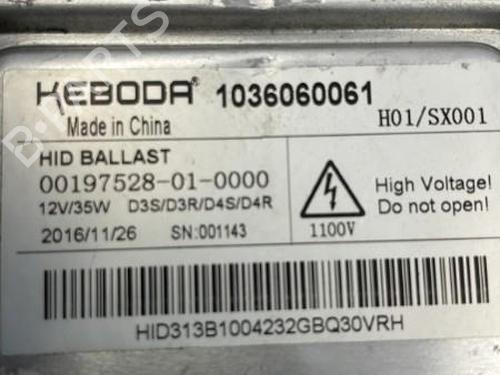 KEBODA® 1036060061
Made in China
H01/SX001
HID BALLAST
00197528-01-0000
12V/35W D3S/D3R/D4S/D4R
2016/11/26 SN:001143
1100V
High Voltage!
Do not open!
HID313B1004232GBQ30VRH
B-PARTS